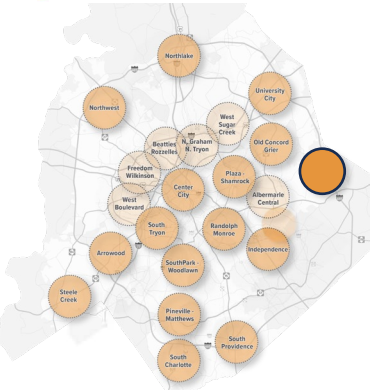 Northlake
University
City
Northwest
West
Sugar
Creek
Beatties
Rozzelles
N. Graham
N. Tryon
Old Concord
Grier
Freedom
Wilkinson
Plaza -
Shamrock
Center
City
Albermarle
Central
West
Boulevard
South
Tryon
Randolph
Monroe
Arrowood
Independence
SouthPark -
Woodlawn
Steele
Creek
Pineville -
Matthews
South
Providence
South
Charlotte